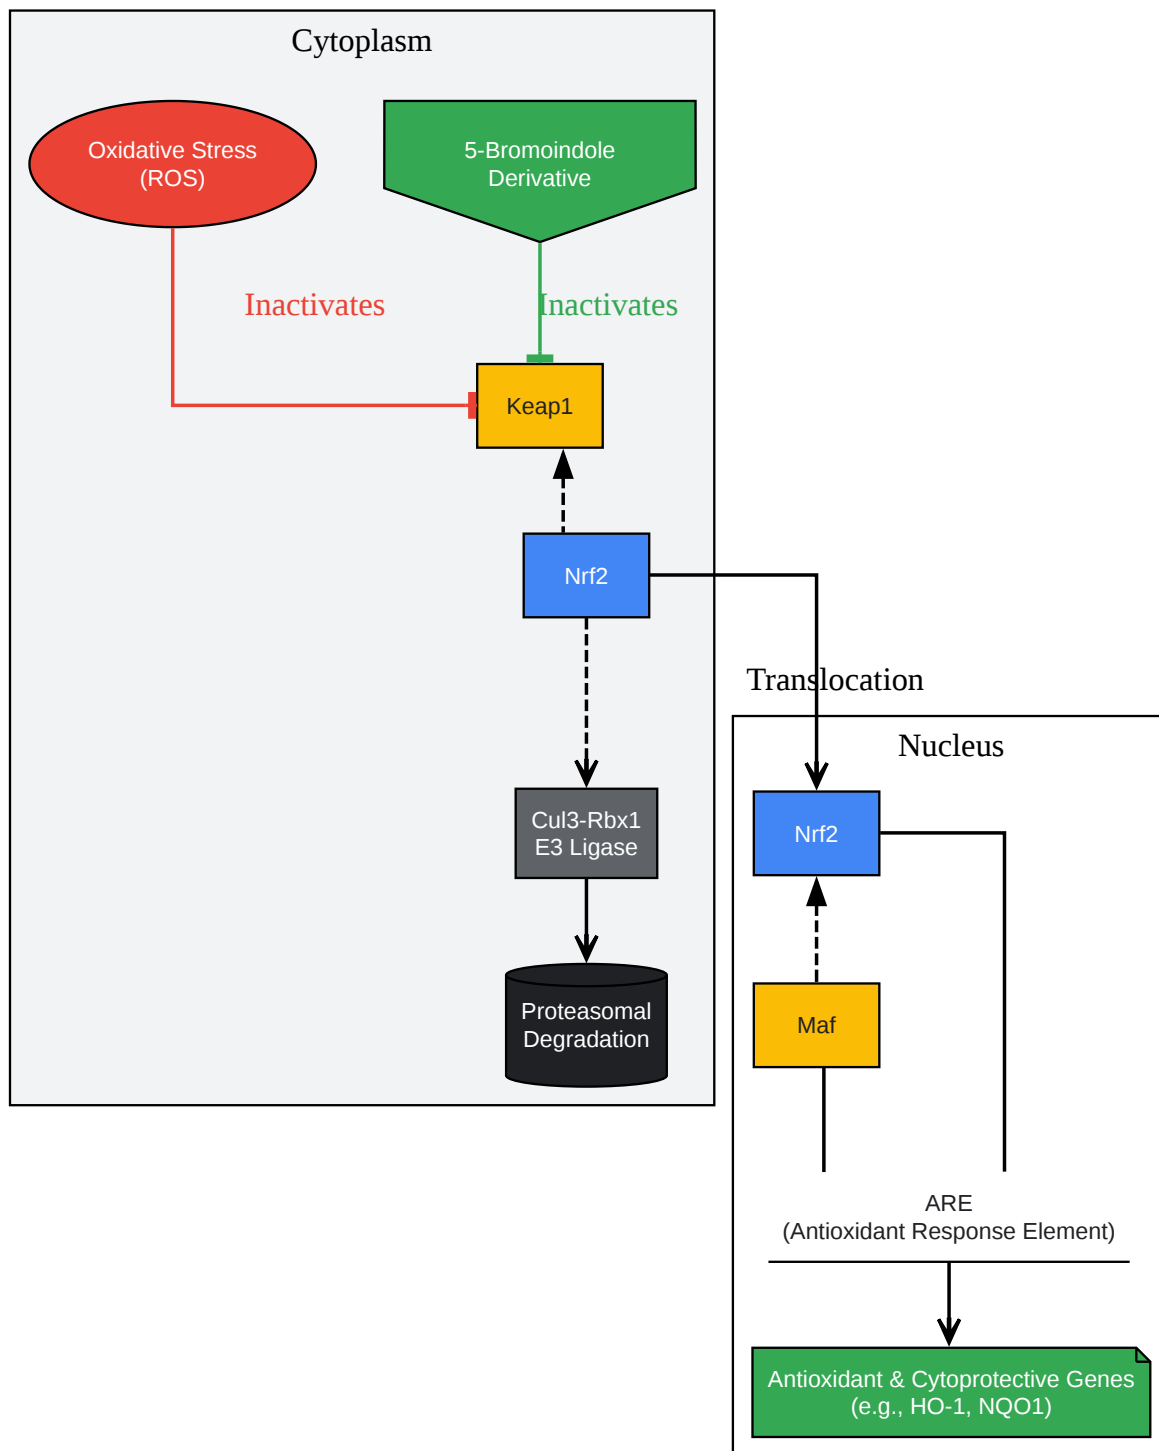 Cytoplasm
Oxidative Stress
(ROS)
5-Bromoindole
Derivative
Inactivates
Inactivates
Keap1
Nrf2
Translocation
Nucleus
Cul3-Rbx1
E3 Ligase
Nrf2
Proteasomal
Degradation
Maf
ARE
(Antioxidant Response Element)
Antioxidant & Cytoprotective Genes
(e.g., HO-1, NQO1)